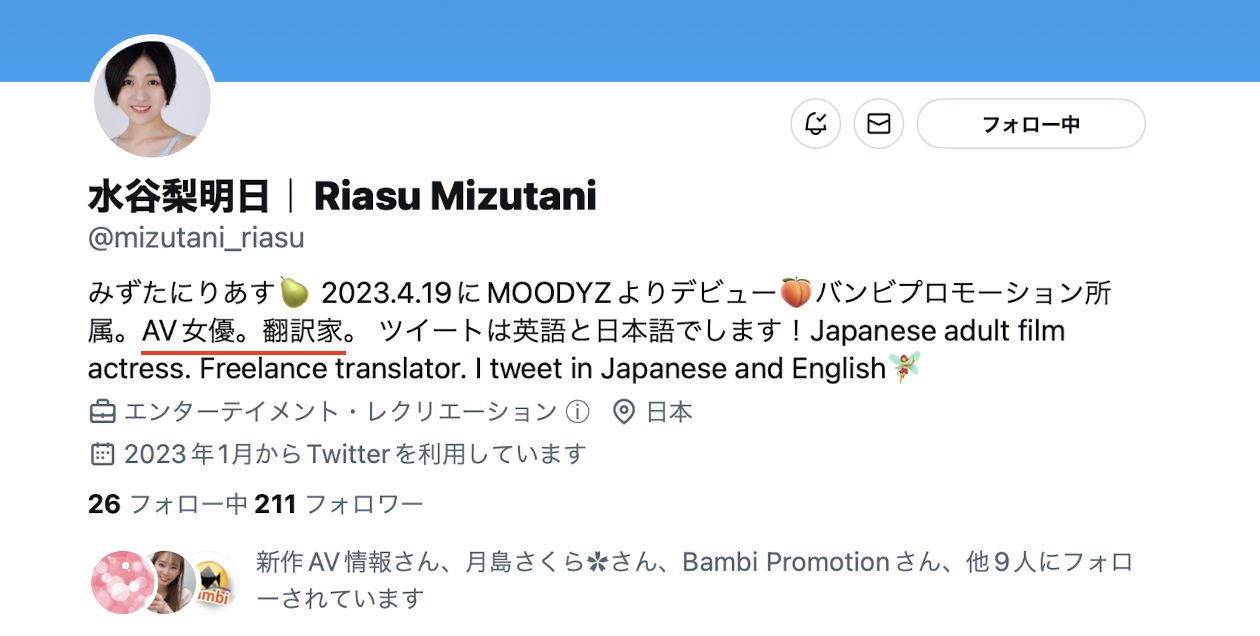 フォロー中
水谷梨明日｜Riasu Mizutani
@mizutani_riasu
みずたにりあす🍐 2023.4.19にMOODYZよりデビュー🍑バンビプロモーション所
属。AV女優。翻訳家。 ツイートは英語と日本語でします！Japanese adult film
actress. Freelance translator. I tweet in Japanese and English🧚
エンターテイメント・レクリエーション 日本
2023年1月からTwitterを利用しています
26 フォロー中 211 フォロワー
新作AV情報さん、月島さくら✲さん、Bambi Promotionさん、他9人にフォロ
ーされています
imbi